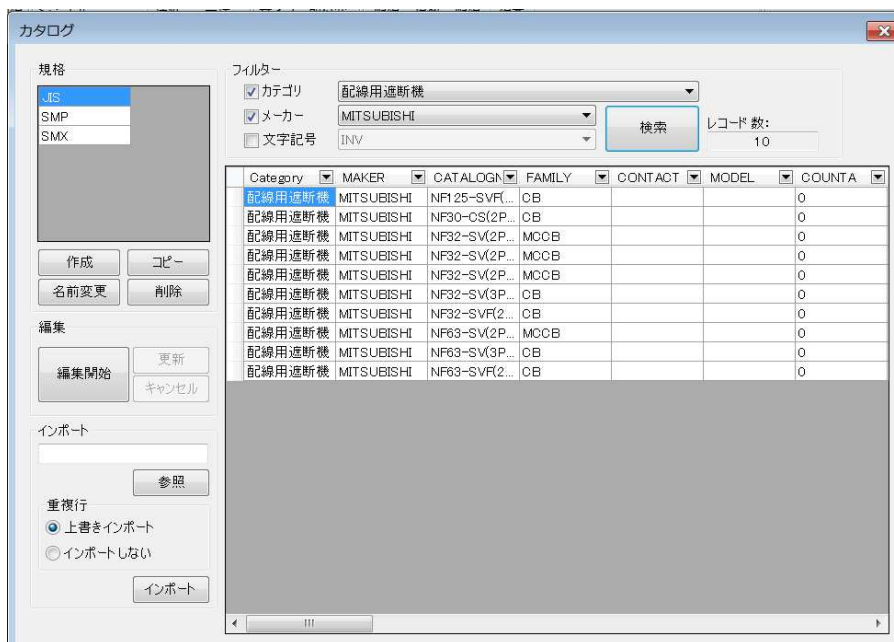 カタログ
規格
JIS
SMP
SMX
作成
コピー
名前変更
削除
編集
編集開始
更新
キャンセル
インポート
参照
重複行
上書きインポート
インポートしない
インポート
フィルター
カテゴリ
配線用遮断機
メーカー
MITSUBISHI
文字記号
INV
検索
レコード数:
10
Category MAKER CATALOGN FAMILY CONTACT MODEL COUNTA
配線用遮断機 MITSUBISHI NF125-SVF(... CB 0
配線用遮断機 MITSUBISHI NF30-CS(2P... CB 0
配線用遮断機 MITSUBISHI NF32-SV(2P... MCCB 0
配線用遮断機 MITSUBISHI NF32-SV(2P... MCCB 0
配線用遮断機 MITSUBISHI NF32-SV(2P... MCCB 0
配線用遮断機 MITSUBISHI NF32-SV(3P... CB 0
配線用遮断機 MITSUBISHI NF32-SVF(2... CB 0
配線用遮断機 MITSUBISHI NF63-SV(2P... MCCB 0
配線用遮断機 MITSUBISHI NF63-SV(3P... CB 0
配線用遮断機 MITSUBISHI NF63-SVF(2... CB 0